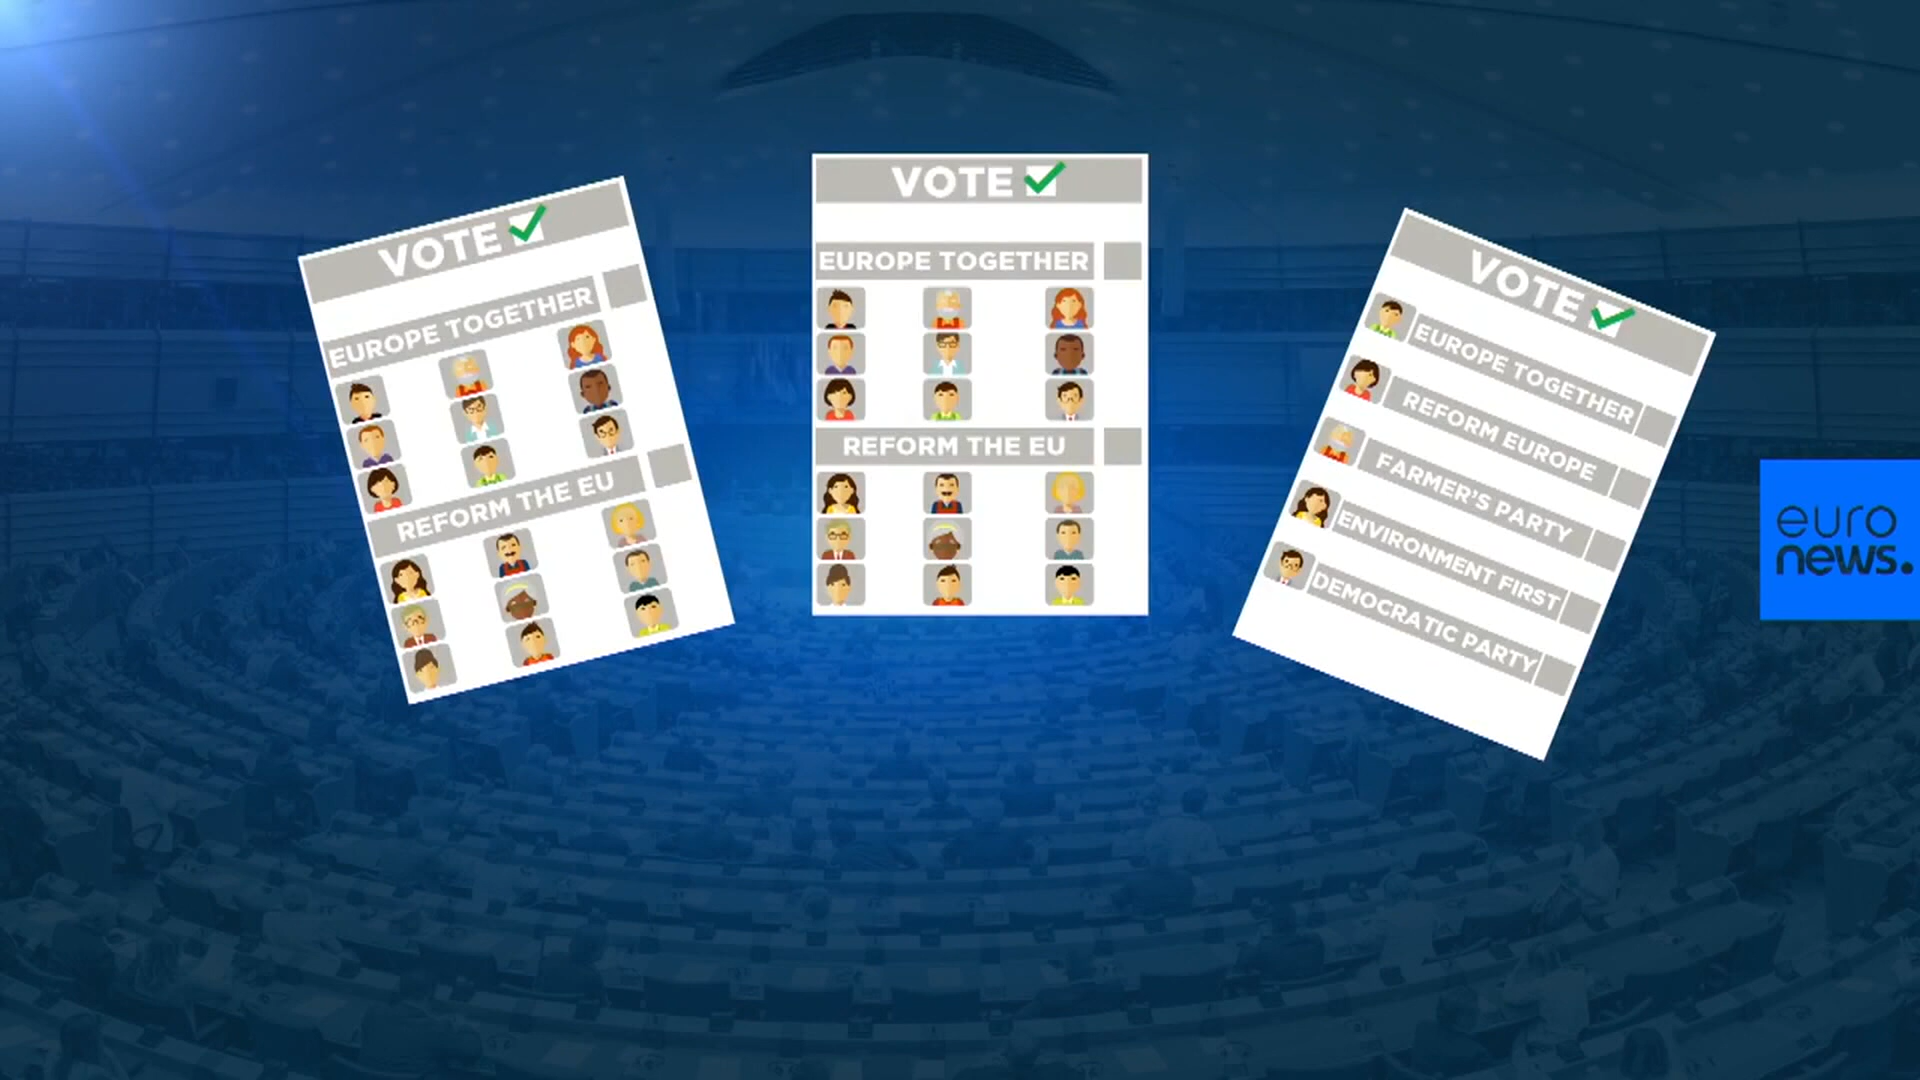 VOTE
EUROPE TOGETHER
REFORM THE EU
VOTE
EUROPE TOGETHER
REFORM THE EU
VOTE
EUROPE TOGETHER
REFORM EUROPE
FARMER'S PARTY
ENVIRONMENT FIRST
DEMOCRATIC PARTY
euro
news.